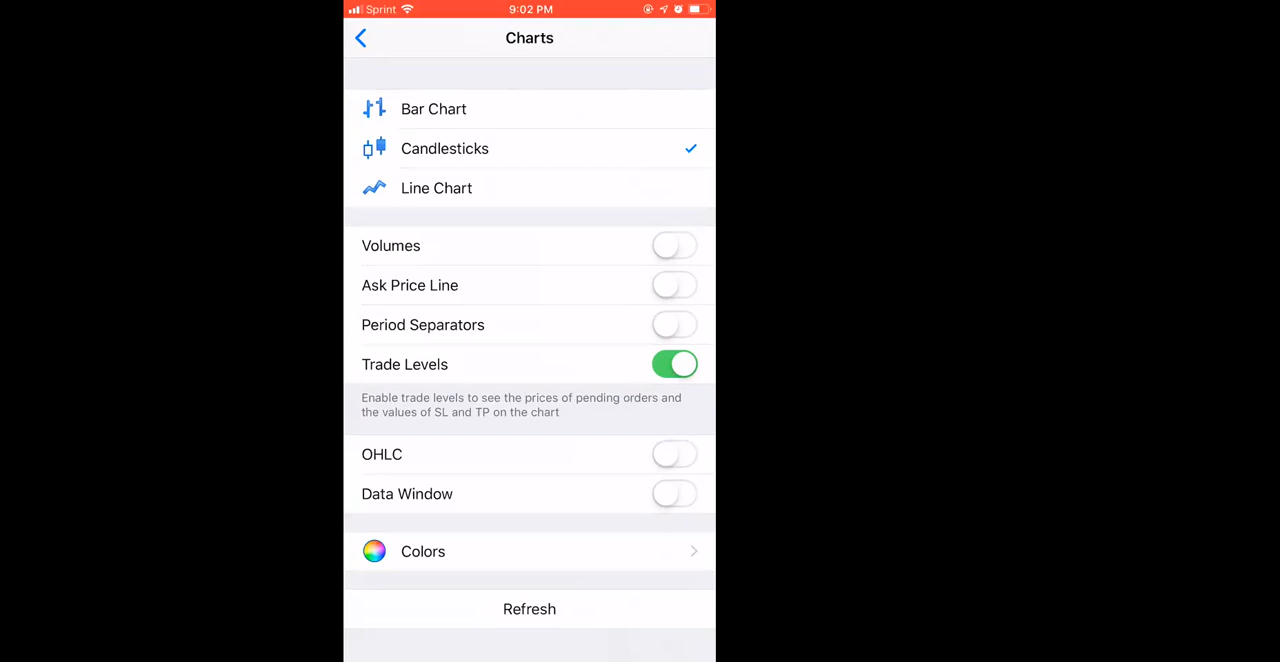 Sprint 9:02 PM
Charts
Bar Chart
Candlesticks
Line Chart
Volumes
Ask Price Line
Period Separators
Trade Levels
Enable trade levels to see the prices of pending orders and
the values of SL and TP on the chart
OHLC
Data Window
Colors
Refresh